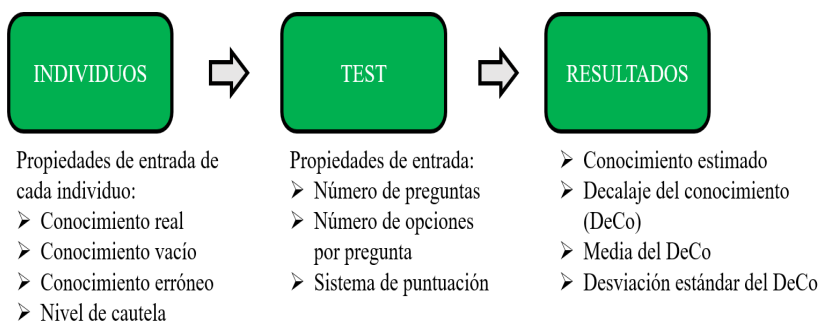 INDIVIDUOS
TEST
RESULTADOS
Propiedades de entrada de
cada individuo:
➢ Conocimiento real
➢ Conocimiento vacío
➢ Conocimiento erróneo
➢ Nivel de cautela
Propiedades de entrada:
➢ Número de preguntas
➢ Número de opciones
por pregunta
➢ Sistema de puntuación
➢ Conocimiento estimado
➢ Decalaje del conocimiento
(DeCo)
➢ Media del DeCo
➢ Desviación estándar del DeCo